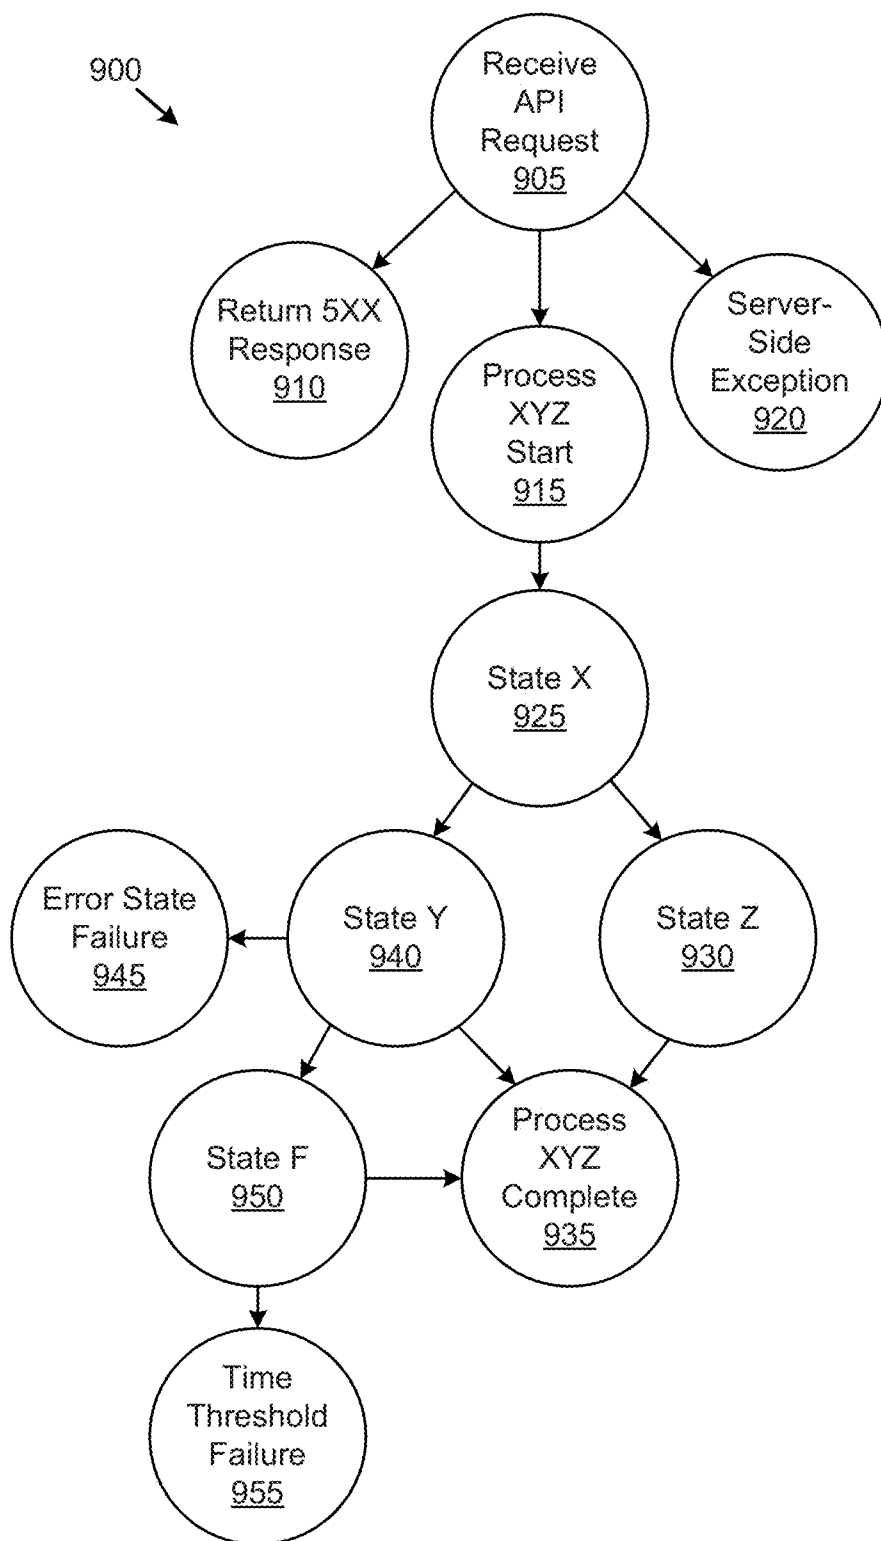 900
Receive
API
Request
905
Return 5XX
Response
910
Process
XYZ
Start
915
Server-
Side
Exception
920
State X
925
Error State
Failure
945
State Y
940
State Z
930
State F
950
Process
XYZ
Complete
935
Time
Threshold
Failure
955